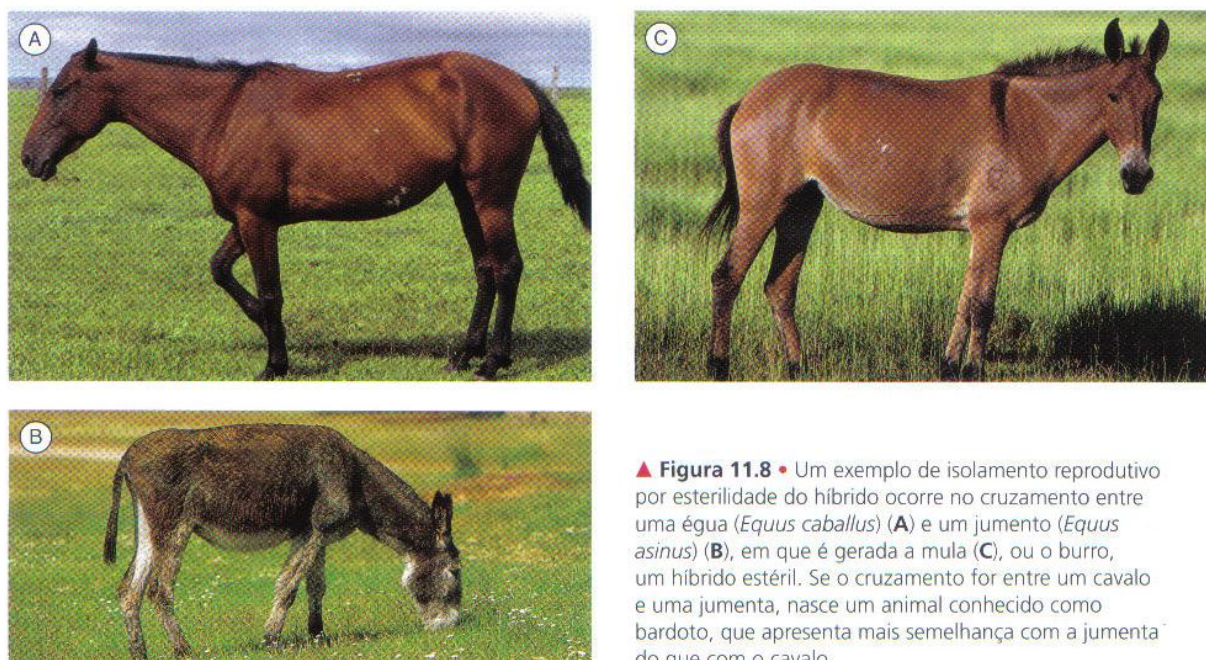 A
C
B
▲ Figura 11.8 • Um exemplo de isolamento reprodutivo
por esterilidade do híbrido ocorre no cruzamento entre
uma égua (Equus caballus) (A) e um jumento (Equus
asinus) (B), em que é gerada a mula (C), ou o burro,
um híbrido estéril. Se o cruzamento for entre um cavalo
e uma jumenta, nasce um animal conhecido como
bardoto, que apresenta mais semelhança com a jumenta
do que com o cavalo.